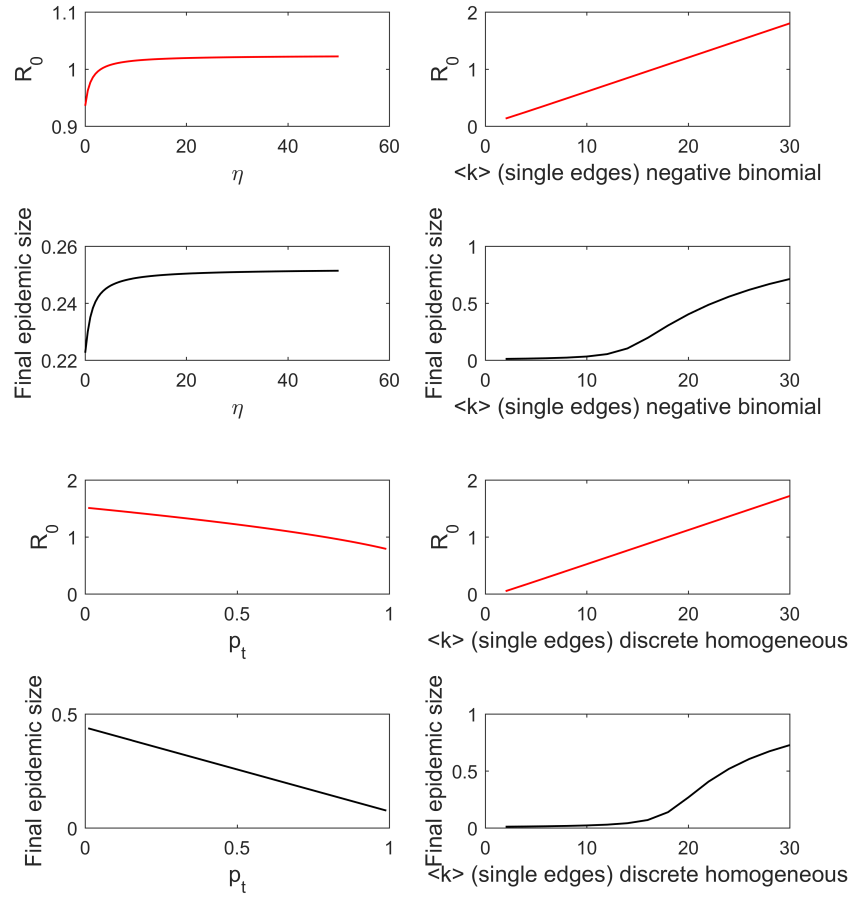 1.1
1
0.9
R0
0 20 40 60
η
2
1
0
R0
0 10 20 30
<k> (single edges) negative binomial
0.26
0.24
0.22
Final epidemic size
0 20 40 60
η
1
0.5
0
Final epidemic size
0 10 20 30
<k> (single edges) negative binomial
2
1
0
R0
0 0.5 1
pt
2
1
0
R0
0 10 20 30
<k> (single edges) discrete homogeneous
0.5
0
Final epidemic size
0 0.5 1
pt
1
0.5
0
Final epidemic size
0 10 20 30
<k> (single edges) discrete homogeneous